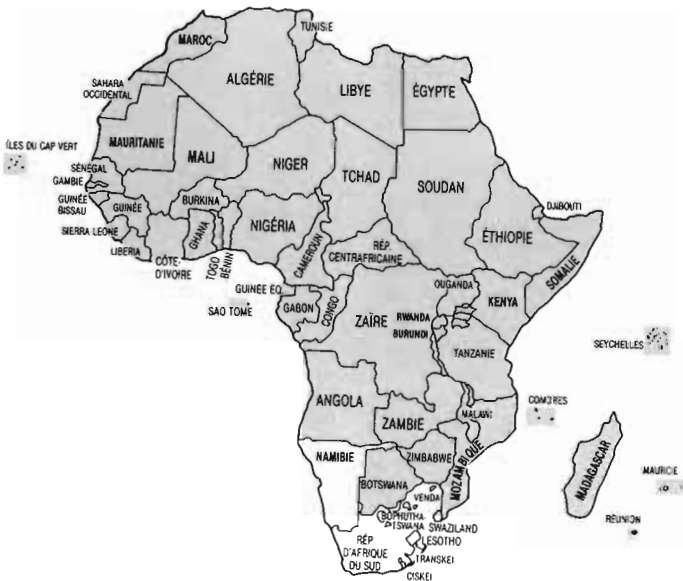 TUNISIE
MAROC
ALGÉRIE
LIBYE
ÉGYPTE
SAHARA
OCCIDENTAL
MAURITANIE
ÎLES DU CAP VERT
MALI
NIGER
TCHAD
SOUDAN
SÉNÉGAL
GAMBIE
GUINÉE
BISSAU
GUINÉE
BURKINA
NIGÉRIA
DJIBOUTI
ÉTHIOPIE
SIERRA LEONE
LIBERIA
CÔTE-
D'IVOIRE
GHANA
TOGO
BÉNIN
CAMEROUN
RÉP.
CENTRAFRICAINE
SOMALIE
GUINÉE ÉQ.
SAO TOMÉ
GABON
CONGO
ZAÏRE
OUGANDA
KENYA
RWANDA
BURUNDI
TANZANIE
SEYCHELLES
ANGOLA
ZAMBIE
MALAWI
COMORES
MOZAMBIQUE
NAMIBIE
ZIMBABWE
BOTSWANA
MADAGASCAR
MAURICIE
RÉUNION
VENDA
BOPHUTHA-
TSWANA
SWAZILAND
LESOTHO
RÉP
D'AFRIQUE
DU SUD
TRANSKEI
CISKEI